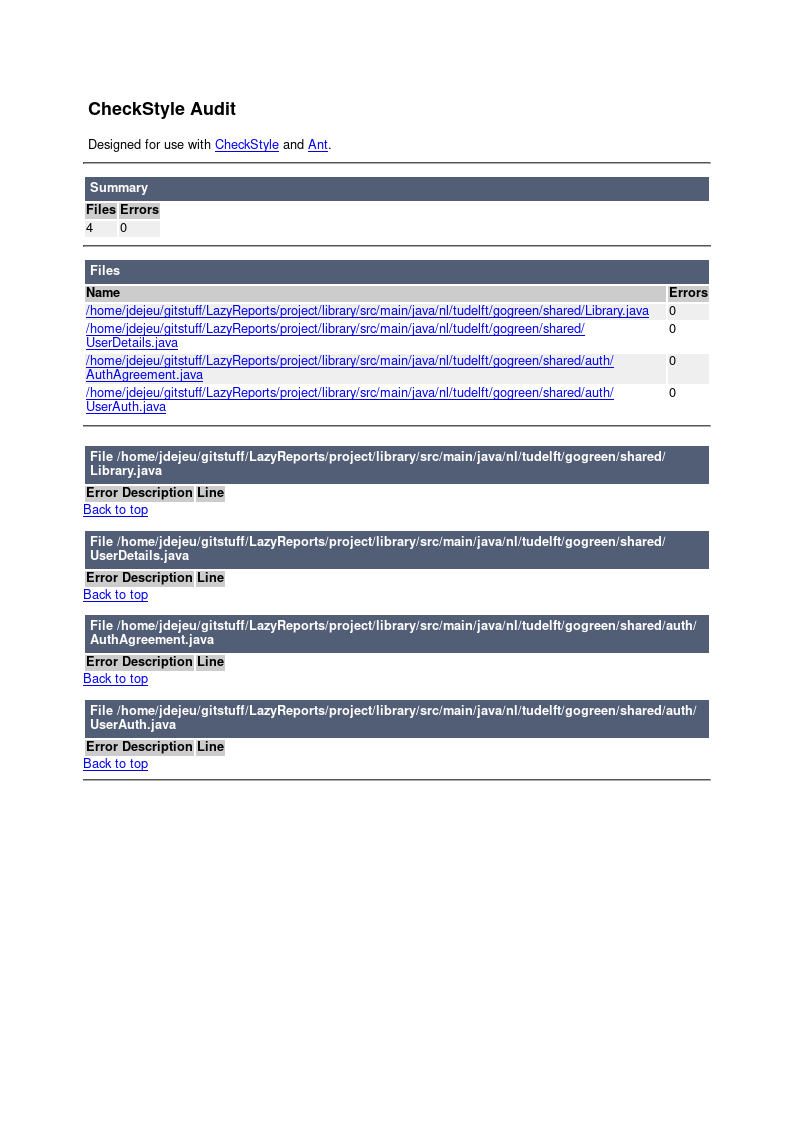 CheckStyle Audit
Designed for use with CheckStyle and Ant.
Summary
Files Errors
4 0
Files
Name Errors
/home/jdejeu/gitstuff/LazyReports/project/library/src/main/java/nl/tudelft/gogreen/shared/Library.java 0
/home/jdejeu/gitstuff/LazyReports/project/library/src/main/java/nl/tudelft/gogreen/shared/ 0
UserDetails.java
/home/jdejeu/gitstuff/LazyReports/project/library/src/main/java/nl/tudelft/gogreen/shared/auth/ 0
AuthAgreement.java
/home/jdejeu/gitstuff/LazyReports/project/library/src/main/java/nl/tudelft/gogreen/shared/auth/ 0
UserAuth.java
File /home/jdejeu/gitstuff/LazyReports/project/library/src/main/java/nl/tudelft/gogreen/shared/
Library.java
Error Description Line
Back to top
File /home/jdejeu/gitstuff/LazyReports/project/library/src/main/java/nl/tudelft/gogreen/shared/
UserDetails.java
Error Description Line
Back to top
File /home/jdejeu/gitstuff/LazyReports/project/library/src/main/java/nl/tudelft/gogreen/shared/auth/
AuthAgreement.java
Error Description Line
Back to top
File /home/jdejeu/gitstuff/LazyReports/project/library/src/main/java/nl/tudelft/gogreen/shared/auth/
UserAuth.java
Error Description Line
Back to top